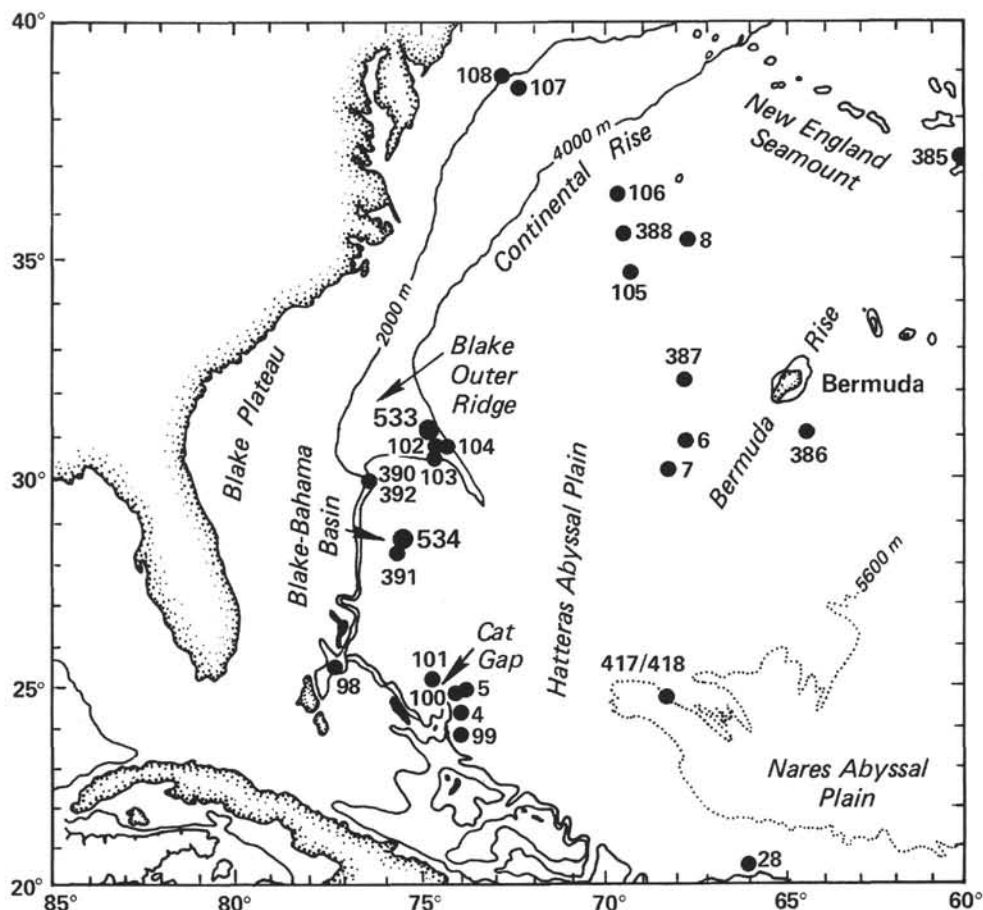 40°
108
107
New England
Seamount
385
4000 m
Continental Rise
106
388
8
105
35°
2000 m
Blake
Outer
Ridge
387
Rise
Bermuda
Blake Plateau
533
102
104
103
6
7
Bermuda
386
390
392
30°
Blake-Bahama
Basin
534
391
Hatteras Abyssal Plain
5600 m
Cat
Gap
101
100
5
4
99
98
417/418
25°
Nares Abyssal
Plain
28
20°
85°
80°
75°
70°
65°
60°